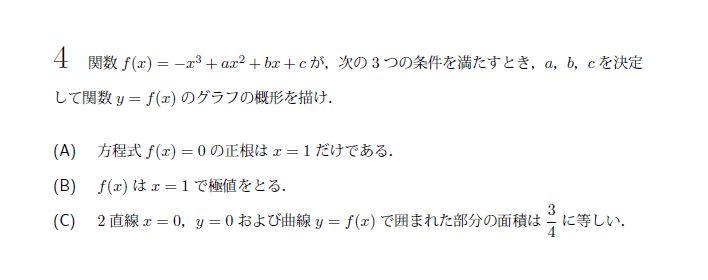 4 関数 f(x) = −x³ + ax² + bx + c が,次の 3 つの条件を満たすとき,a,b,c を決定
して関数 y = f(x) のグラフの概形を描け.
(A) 方程式 f(x) = 0 の正根は x = 1 だけである.
(B) f(x) は x = 1 で極値をとる.
(C) 2 直線 x = 0,y = 0 および曲線 y = f(x) で囲まれた部分の面積は 3/4 に等しい.